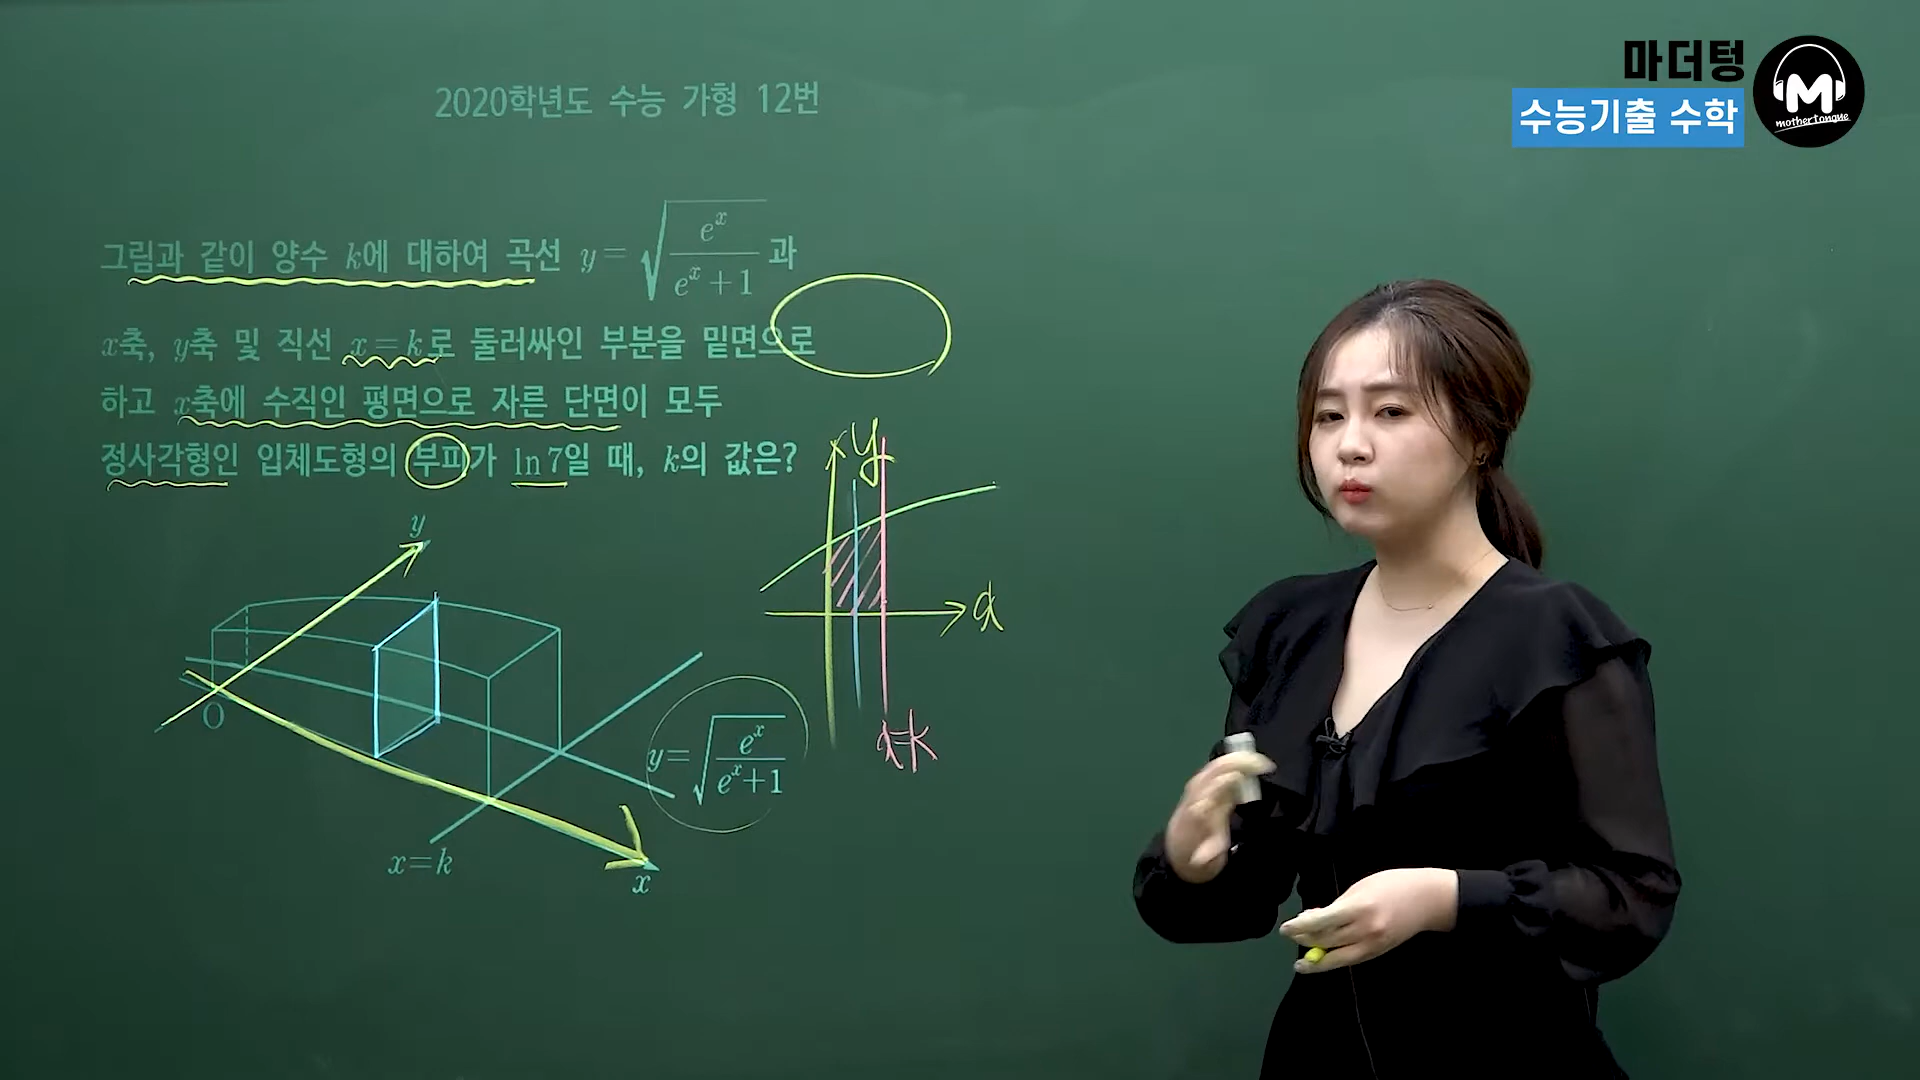 마더텅
수능기출 수학
M
mothertongue
2020학년도 수능 가형 12번
그림과 같이 양수 k에 대하여 곡선 y = √(e^x/(e^x + 1)) 과
x축, y축 및 직선 x = k로 둘러싸인 부분을 밑면으로
하고 x축에 수직인 평면으로 자른 단면이 모두
정사각형인 입체도형의 부피가 ln 7일 때, k의 값은?
y
x
x=k
y
O
y = √(e^x/(e^x+1))
x=k
x